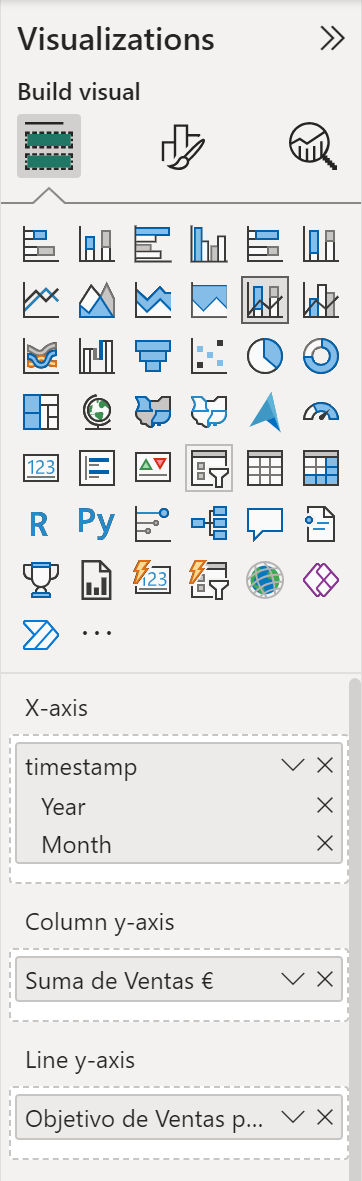 Visualizations
Build visual
123
R Py
123
X-axis
timestamp
Year
Month
Column y-axis
Suma de Ventas €
Line y-axis
Objetivo de Ventas p...